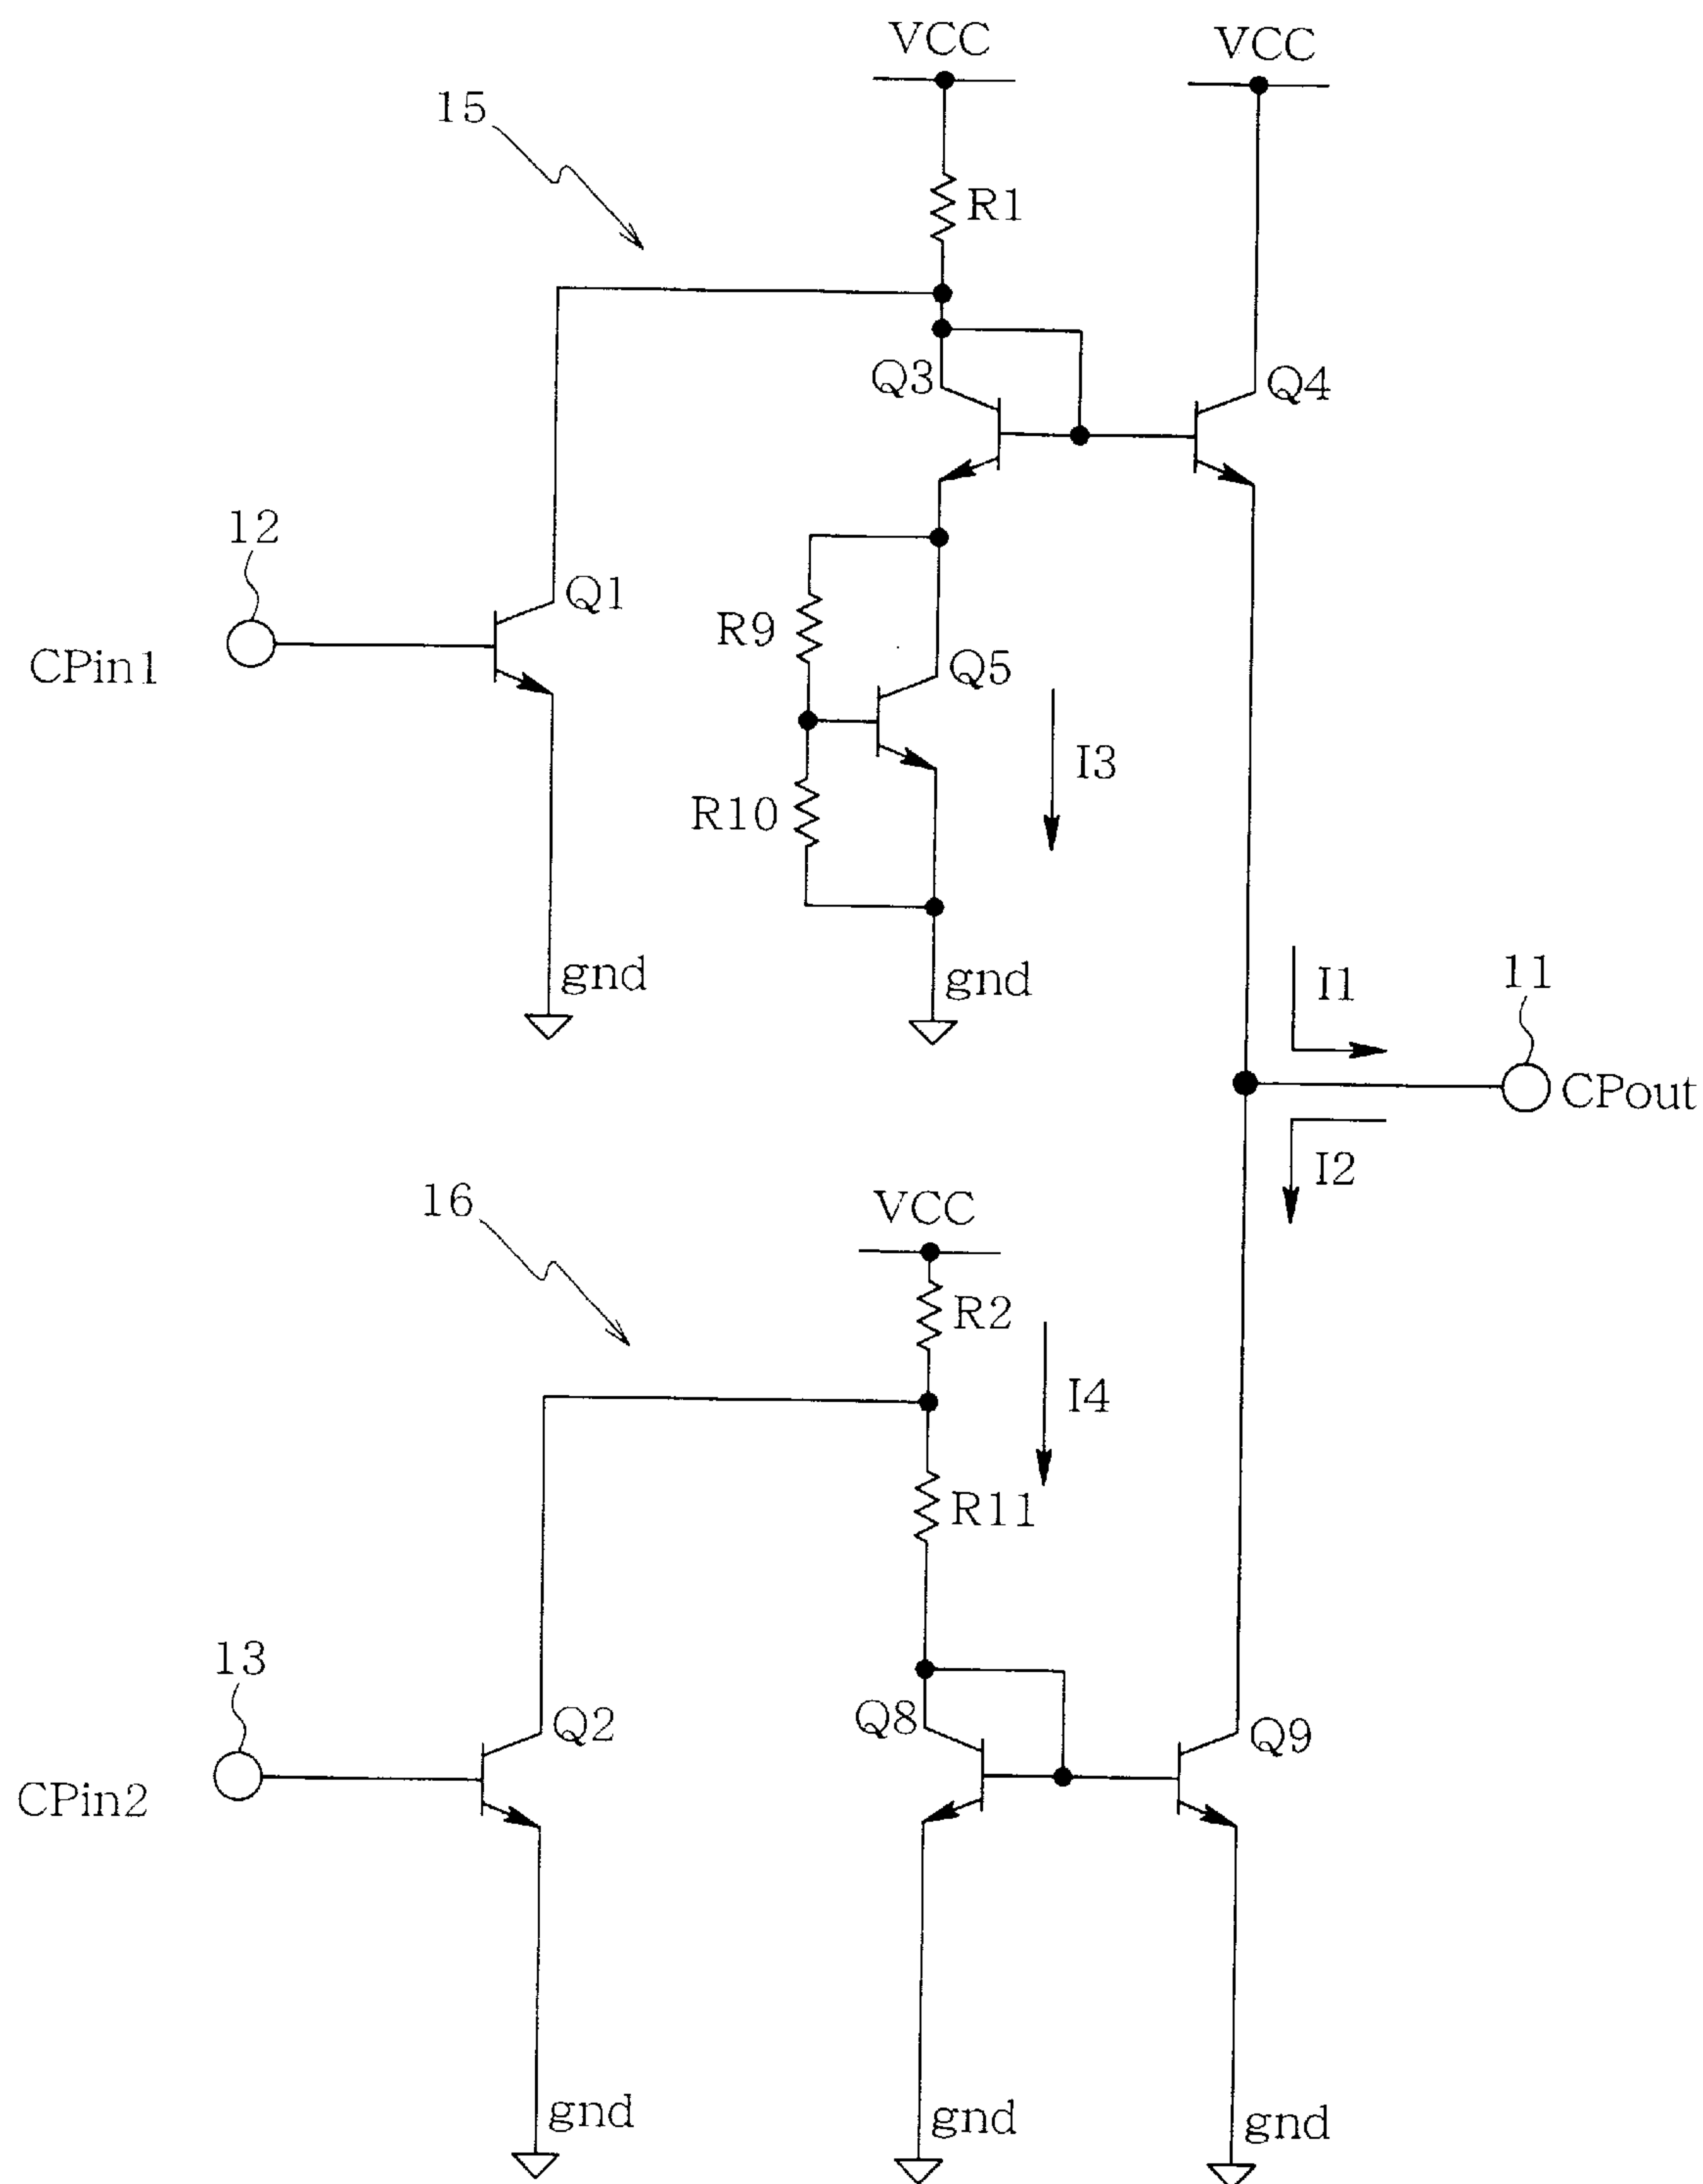 VCC
VCC
15
R1
Q3
Q4
12
Q1
CPin1
R9
Q5
I3
R10
gnd
gnd
I1
11
CPout
I2
16
VCC
R2
I4
R11
13
Q2
Q8
Q9
CPin2
gnd
gnd
gnd